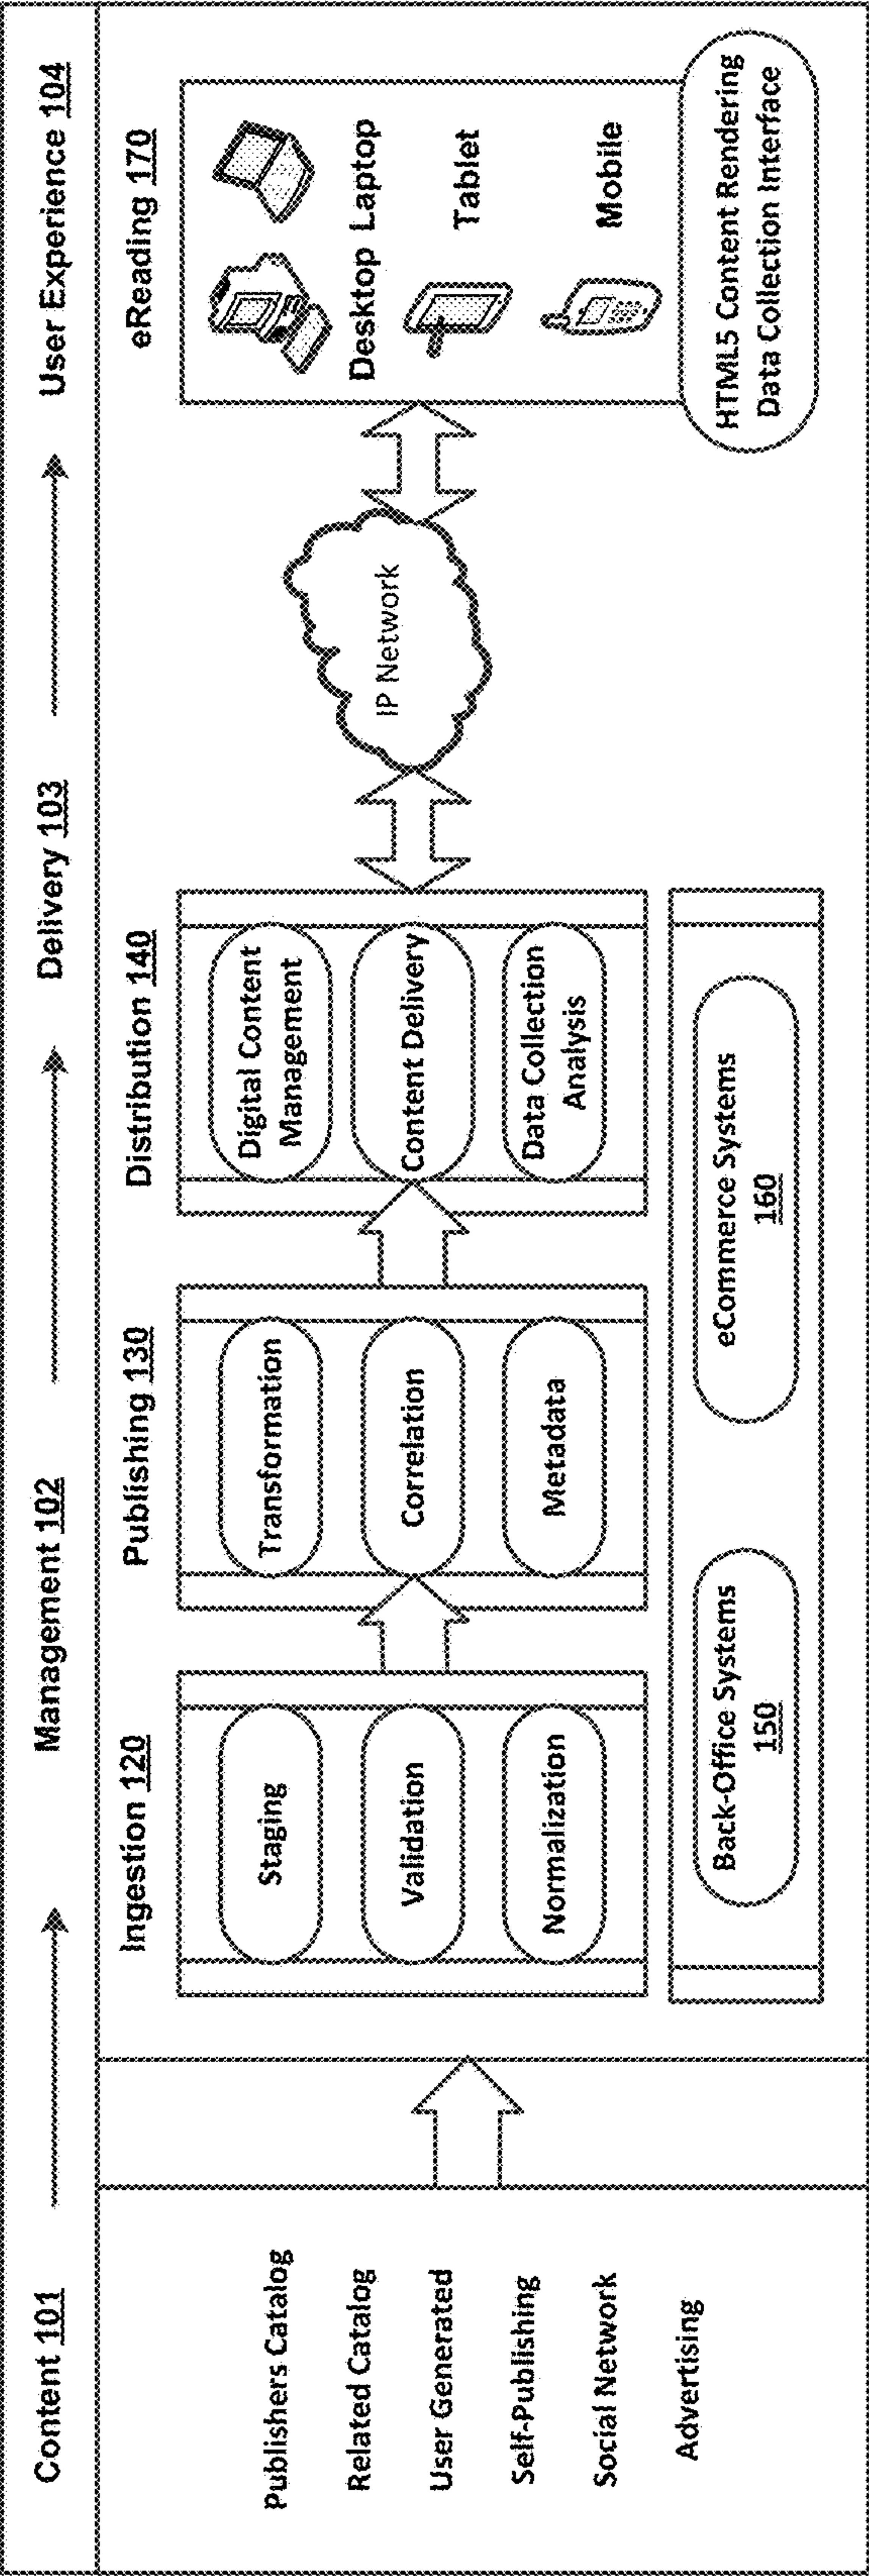 Content 101
Management 102
Delivery 103
User Experience 104
Publishers Catalog
Related Catalog
User Generated
Self-Publishing
Social Network
Advertising
Ingestion 120
Staging
Validation
Normalization
Publishing 130
Transformation
Correlation
Metadata
Distribution 140
Digital Content
Management
Content Delivery
Data Collection
Analysis
Back-Office Systems
150
eCommerce Systems
160
IP Network
eReading 170
Desktop Laptop
Tablet
Mobile
HTML5 Content Rendering
Data Collection Interface